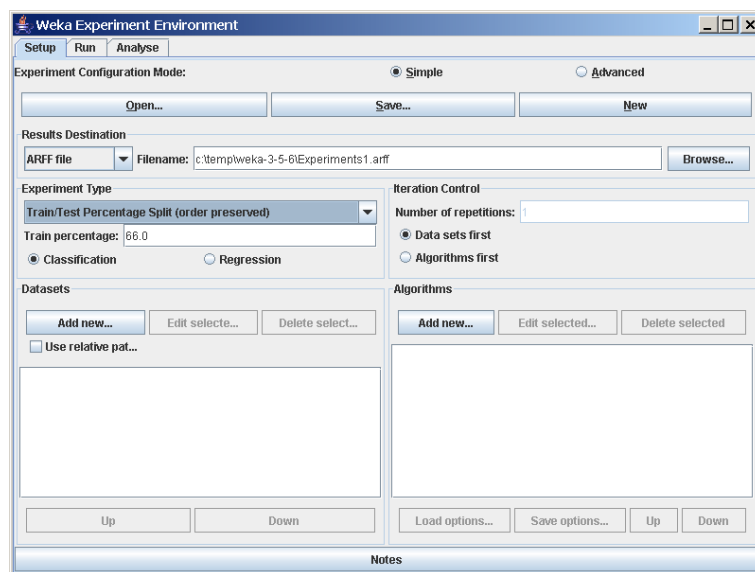 Weka Experiment Environment
Setup Run Analyse
Experiment Configuration Mode: Simple Advanced
Open... Save... New
Results Destination
ARFF file Filename: c:\temp\weka-3-5-6\Experiments1.arff Browse...
Experiment Type Iteration Control
Train/Test Percentage Split (order preserved) Number of repetitions: 1
Train percentage: 66.0 Data sets first
Classification Regression Algorithms first
Datasets Algorithms
Add new... Edit selecte... Delete select... Add new... Edit selected... Delete selected
Use relative pat...
Up Down Load options... Save options... Up Down
Notes